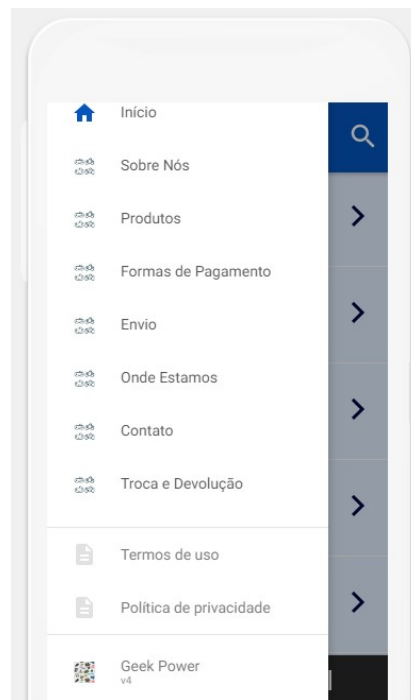 Início
Sobre Nós
Produtos
Formas de Pagamento
Envio
Onde Estamos
Contato
Troca e Devolução
Termos de uso
Política de privacidade
Geek Power
v4